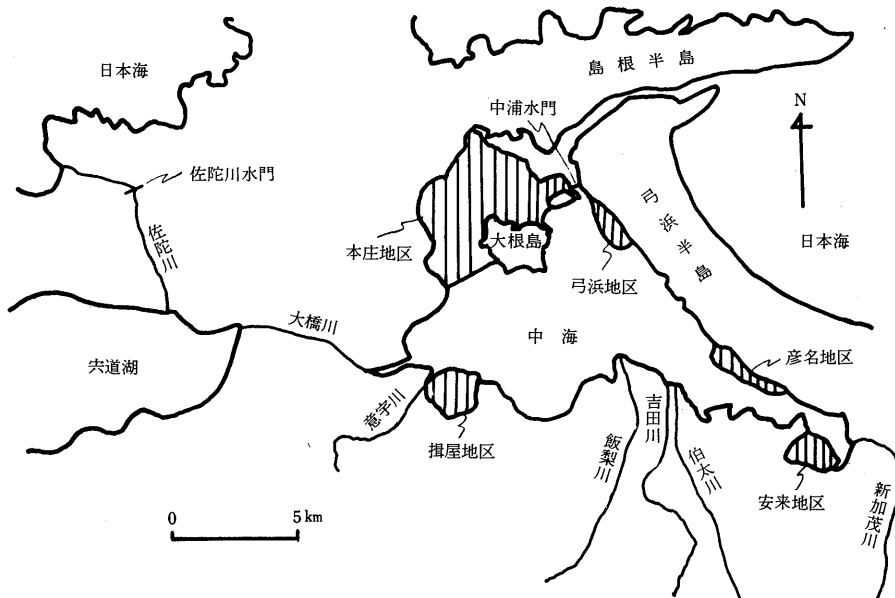 日本海
島根半島
中浦水門
N
佐陀川水門
弓浜半島
佐陀川
本庄地区
大根島
日本海
弓浜地区
大橋川
中海
宍道湖
彦名地区
意宇川
吉田川
揖屋地区
飯梨川
伯太川
安来地区
新加茂川
0 5km